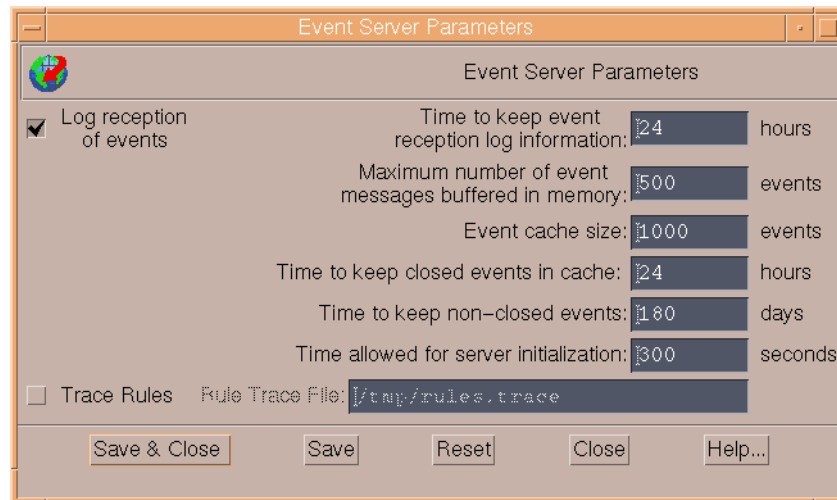 Event Server Parameters
Event Server Parameters
Log reception
of events
Time to keep event
reception log information: 24 hours
Maximum number of event
messages buffered in memory: 500 events
Event cache size: 1000 events
Time to keep closed events in cache: 24 hours
Time to keep non-closed events: 180 days
Time allowed for server initialization: 300 seconds
Trace Rules Rule Trace File: /tmp/rules.trace
Save & Close Save Reset Close Help...